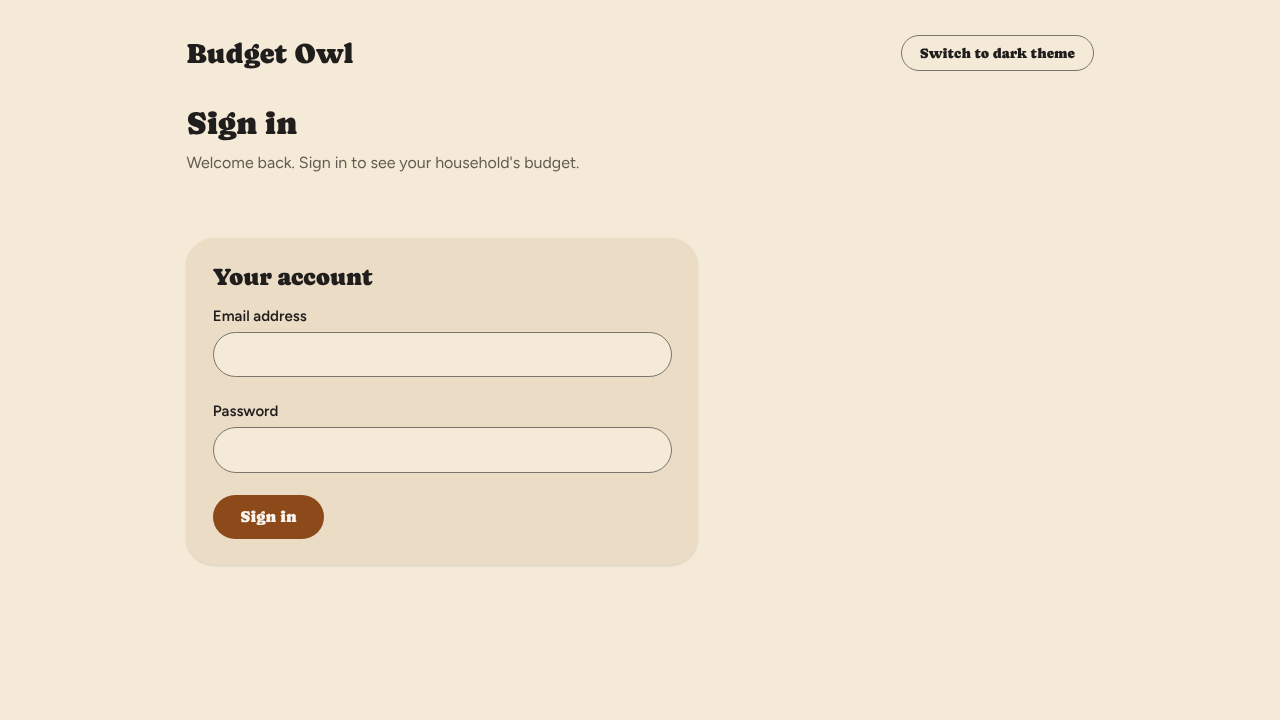 Budget Owl
Switch to dark theme
Sign in
Welcome back. Sign in to see your household's budget.
Your account
Email address
Password
Sign in